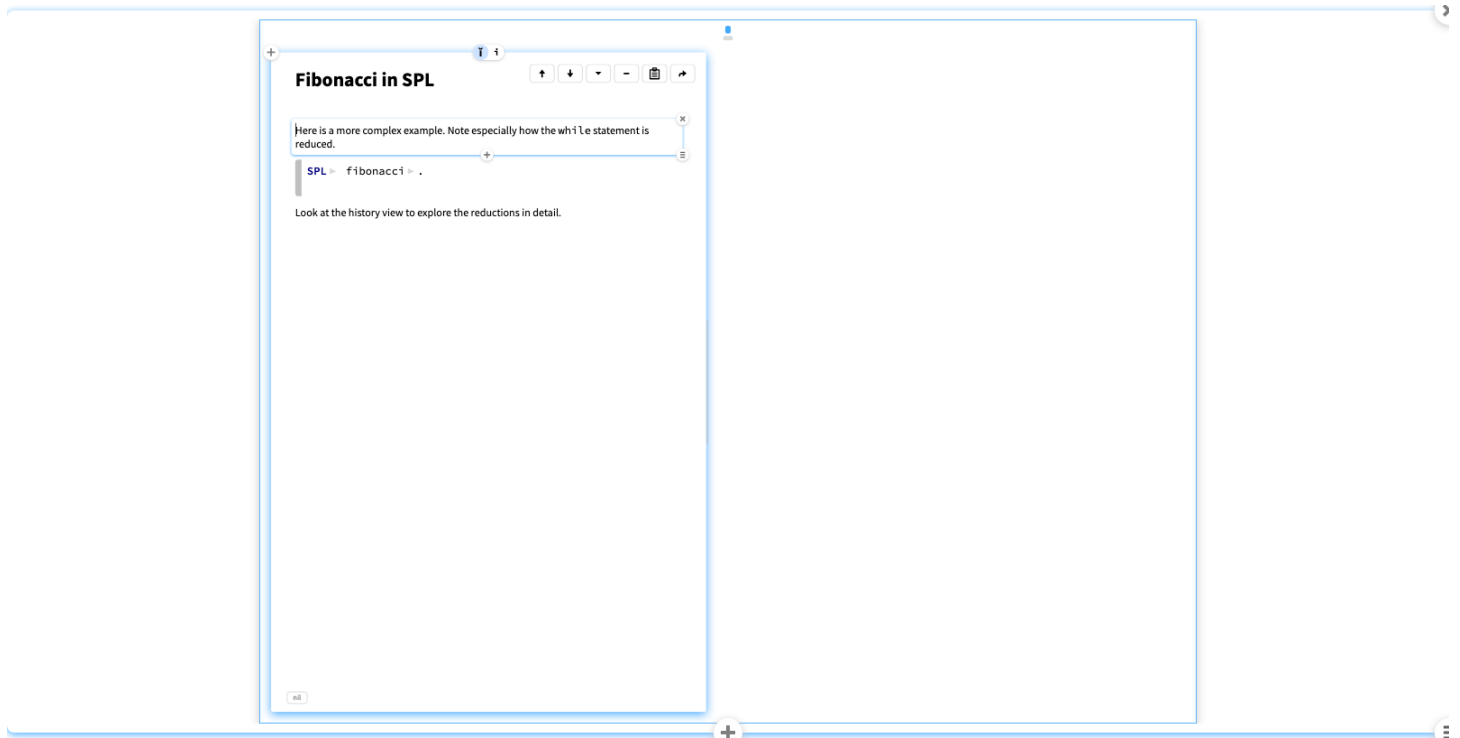 Fibonacci in SPL
Here is a more complex example. Note especially how the while statement is
reduced.
SPL ▸ fibonacci ▸ .
Look at the history view to explore the reductions in detail.
nil